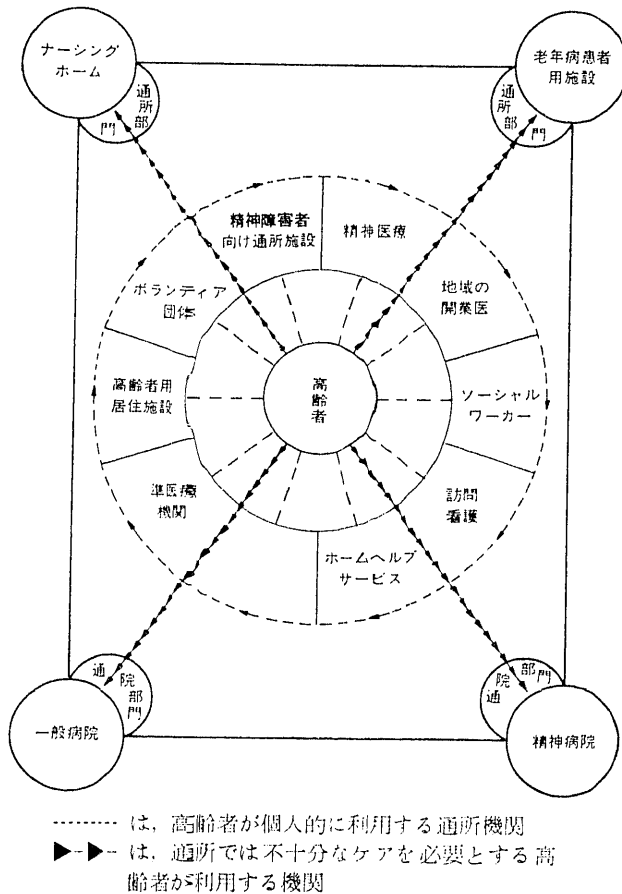 ナーシング
ホーム
通所部門
老年病患者
用施設
通所部門
精神障害者
向け通所施設
精神医療
ボランティア
団体
地域の
開業医
高齢者用
居住施設
高齢者
ソーシャル
ワーカー
準医療
機関
訪問
看護
ホームヘルプ
サービス
通院部門
一般病院
通院部門
精神病院
は，高齢者が個人的に利用する通所機関
は，通所では不十分なケアを必要とする高
齢者が利用する機関